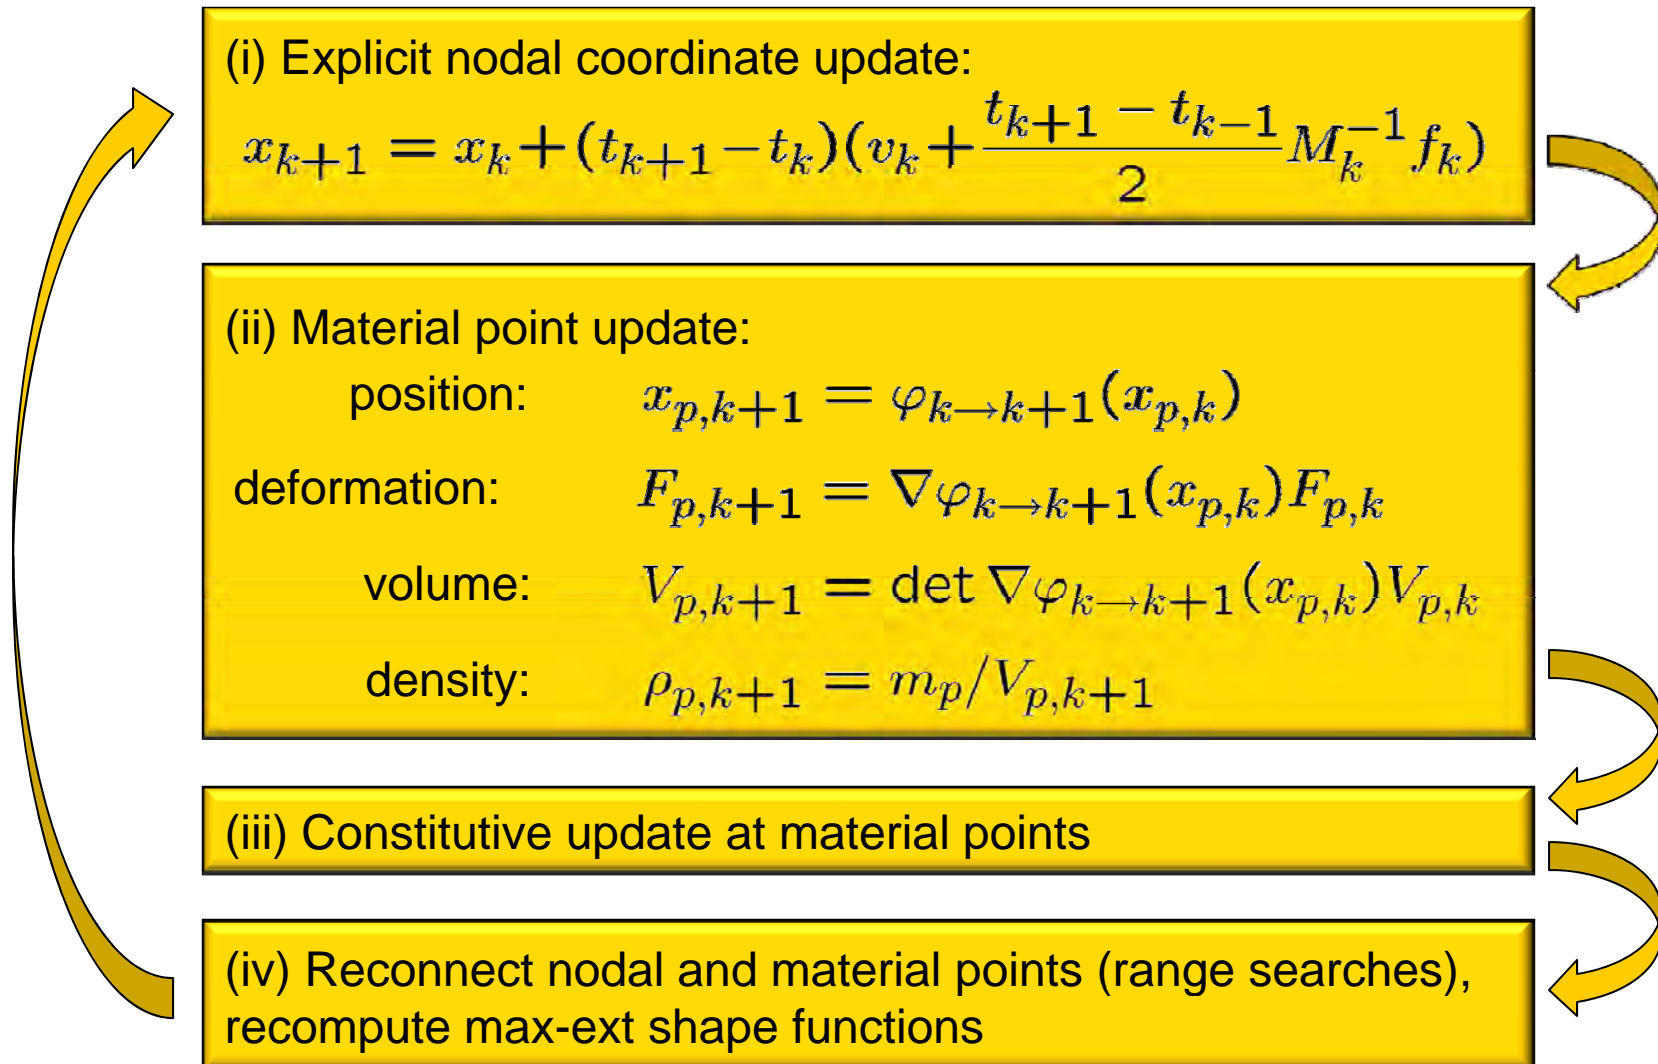 (i) Explicit nodal coordinate update:
x_{k+1} = x_k + (t_{k+1} − t_k)(v_k + \frac{t_{k+1} − t_{k−1}}{2} M_k^{−1} f_k)
(ii) Material point update:
position: x_{p,k+1} = φ_{k→k+1}(x_{p,k})
deformation: F_{p,k+1} = ∇φ_{k→k+1}(x_{p,k})F_{p,k}
volume: V_{p,k+1} = det ∇φ_{k→k+1}(x_{p,k})V_{p,k}
density: ρ_{p,k+1} = m_p/V_{p,k+1}
(iii) Constitutive update at material points
(iv) Reconnect nodal and material points (range searches),
recompute max-ext shape functions